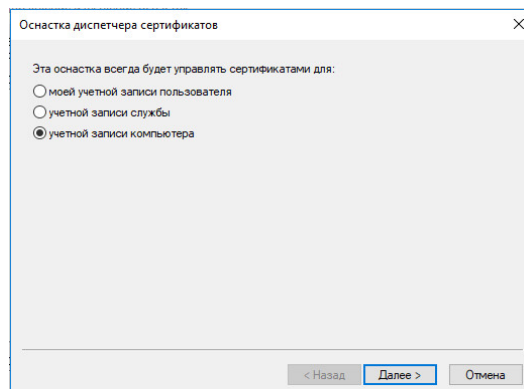 Оснастка диспетчера сертификатов
Эта оснастка всегда будет управлять сертификатами для:
моей учетной записи пользователя
учетной записи службы
учетной записи компьютера
< Назад
Далее >
Отмена